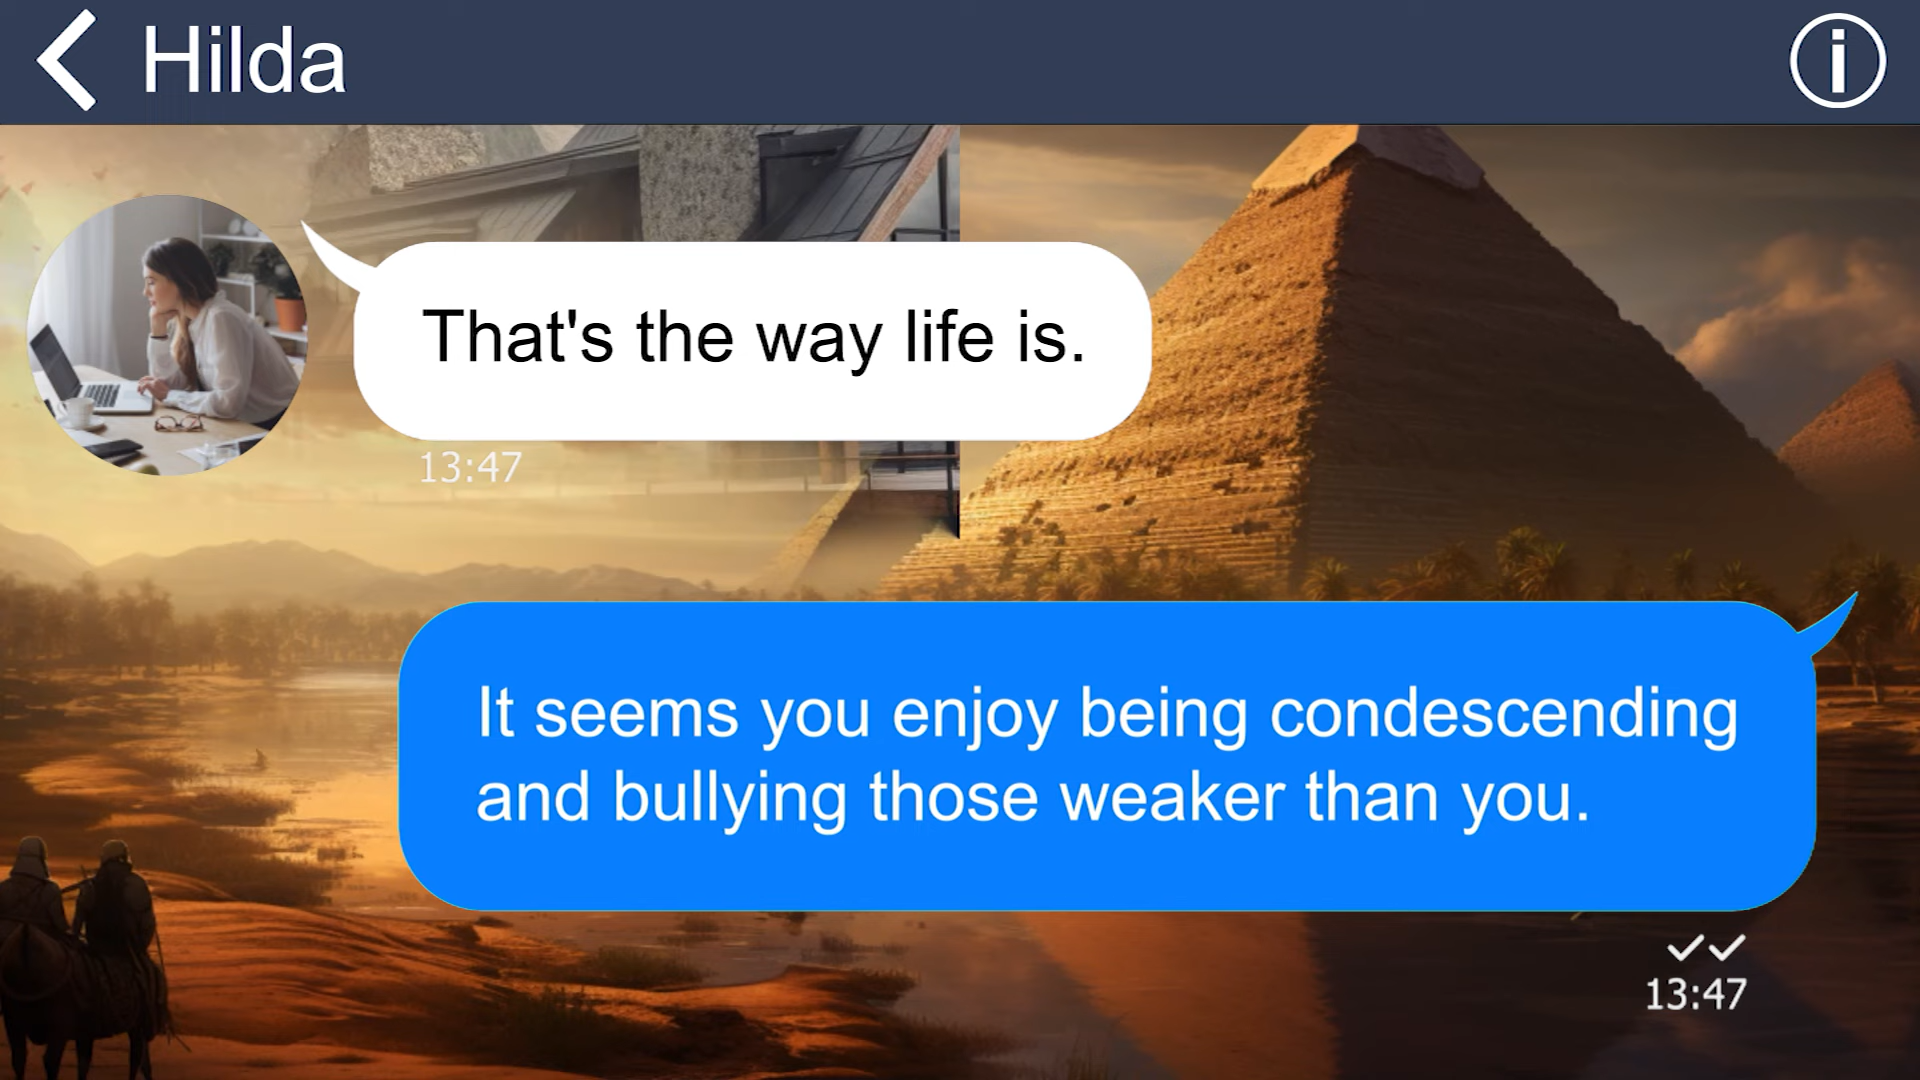 Hilda
That's the way life is.
13:47
It seems you enjoy being condescending
and bullying those weaker than you.
13:47